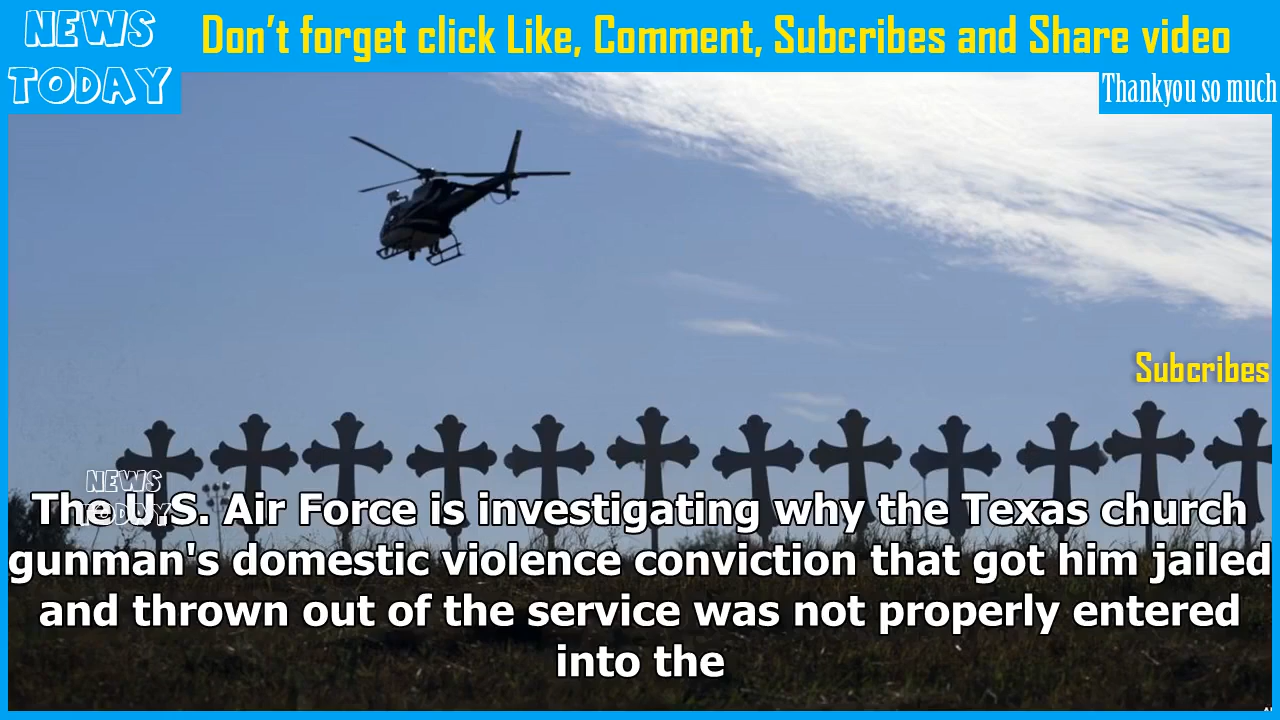 NEWS
TODAY
Don't forget click Like, Comment, Subcribes and Share video
Thankyou so much
Subcribes
NEWS
TODAY
The U.S. Air Force is investigating why the Texas church
gunman's domestic violence conviction that got him jailed
and thrown out of the service was not properly entered
into the